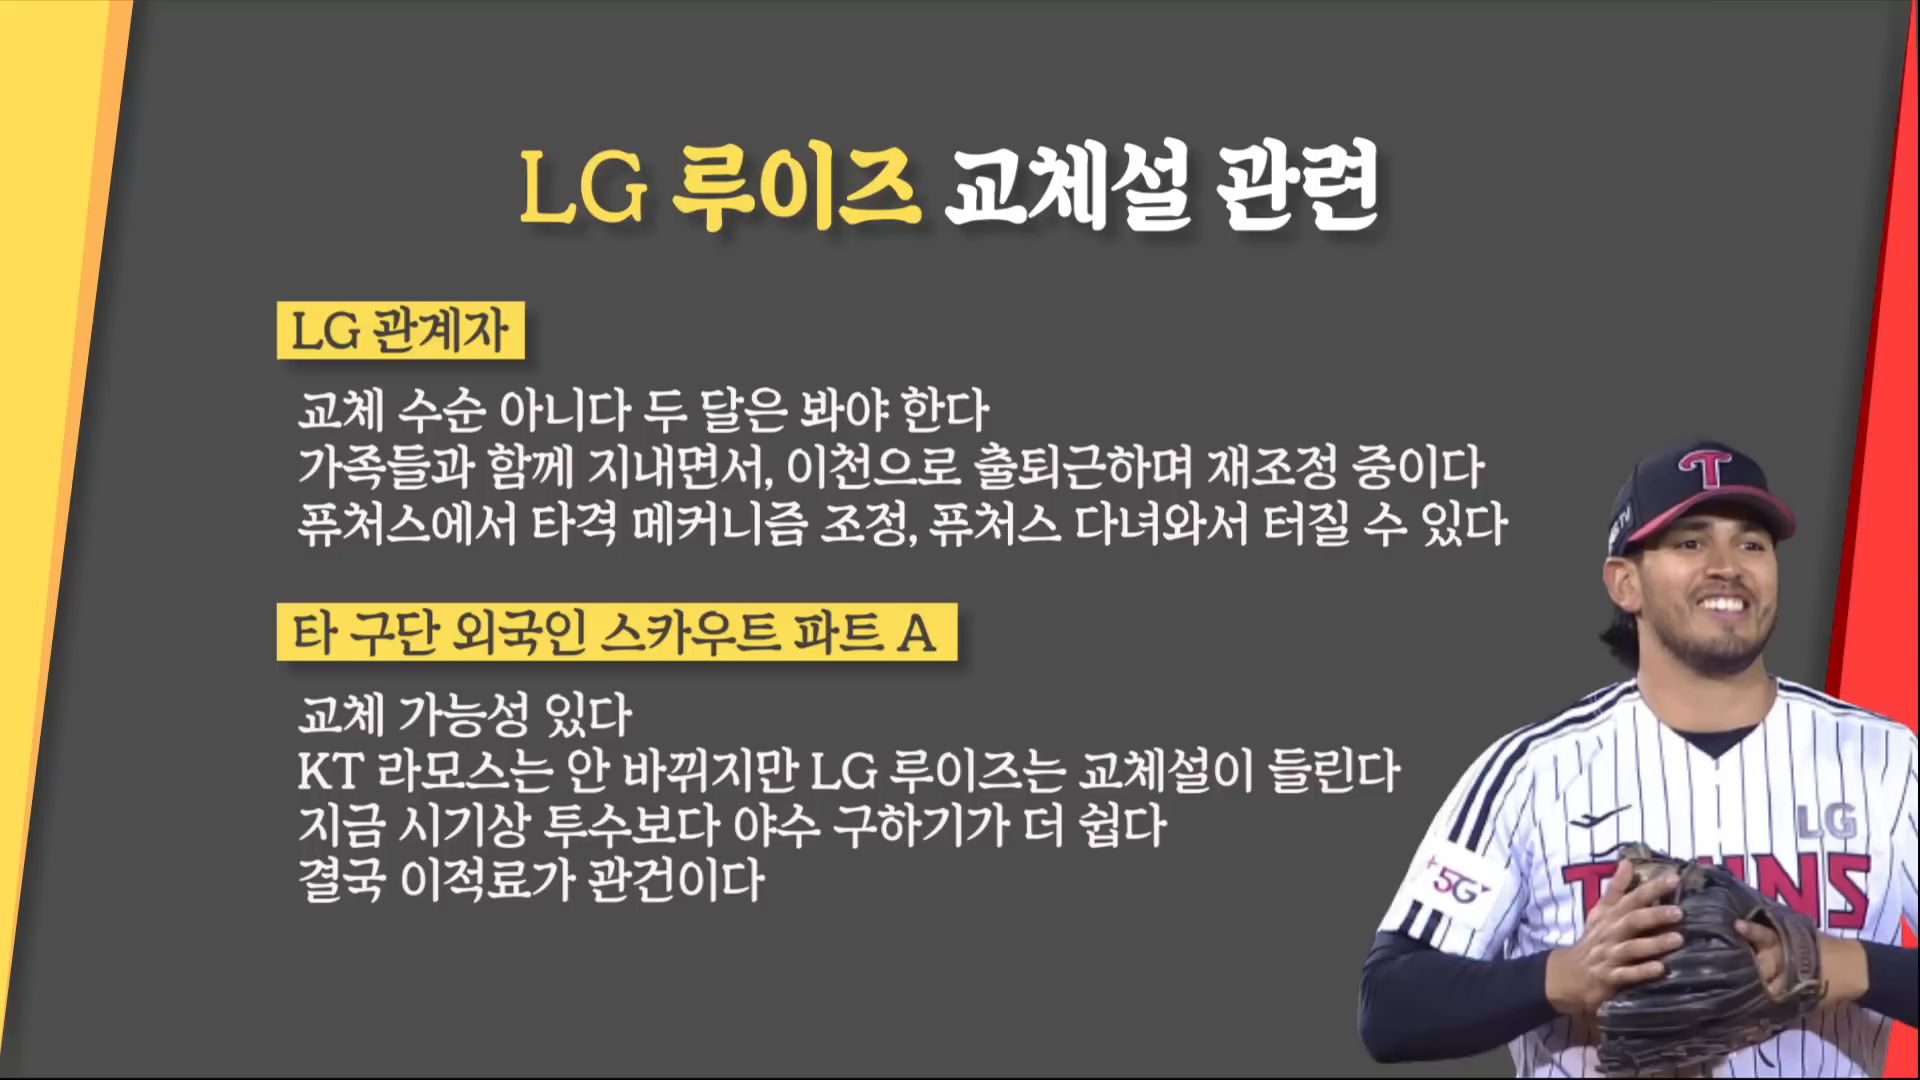 LG 루이즈 교체설 관련
LG 관계자
교체 수순 아니다 두 달은 봐야 한다
가족들과 함께 지내면서, 이천으로 출퇴근하며 재조정 중이다
퓨처스에서 타격 메커니즘 조정, 퓨처스 다녀와서 터질 수 있다
타 구단 외국인 스카우트 파트 A
교체 가능성 있다
KT 라모스는 안 바뀌지만 LG 루이즈는 교체설이 들린다
지금 시기상 투수보다 야수 구하기가 더 쉽다
결국 이적료가 관건이다
T
LG
5G